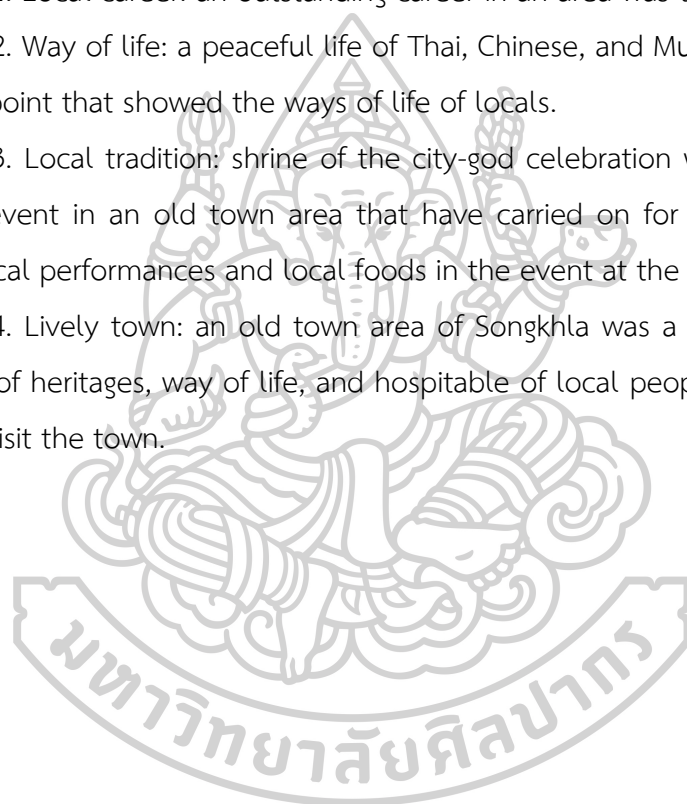 2. Way of life: a peaceful life of Thai, Chinese, and Mu
point that showed the ways of life of locals.
3. Local tradition: shrine of the city-god celebration
event in an old town area that have carried on for
cal performances and local foods in the event at the
4. Lively town: an old town area of Songkhla was a
of heritages, way of life, and hospitable of local peop
isit the town.
มหาวิทยาลัยศิลปากร